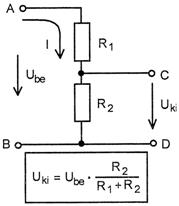 A
I
R1
Ube
C
R2
Uki
B
D
Uki = Ube · R2 / R1 + R2